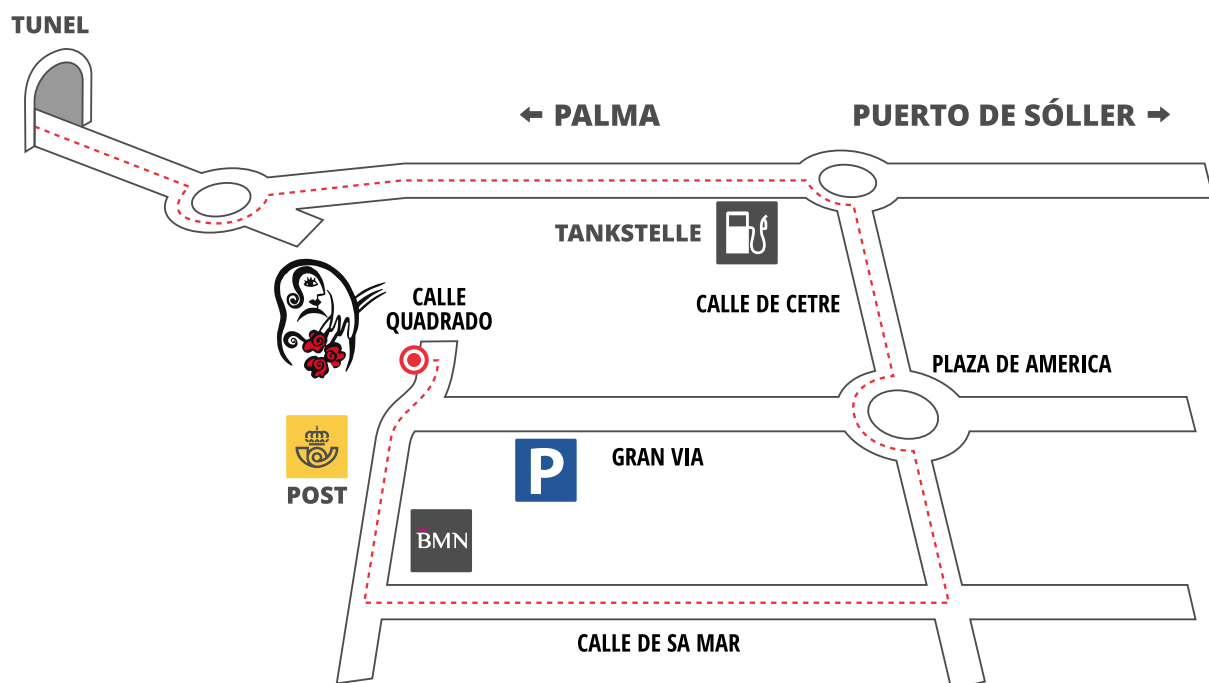 TUNEL
← PALMA
PUERTO DE SÓLLER →
TANKSTELLE
CALLE
QUADRADO
CALLE DE CETRE
PLAZA DE AMERICA
P
GRAN VIA
POST
BMN
CALLE DE SA MAR